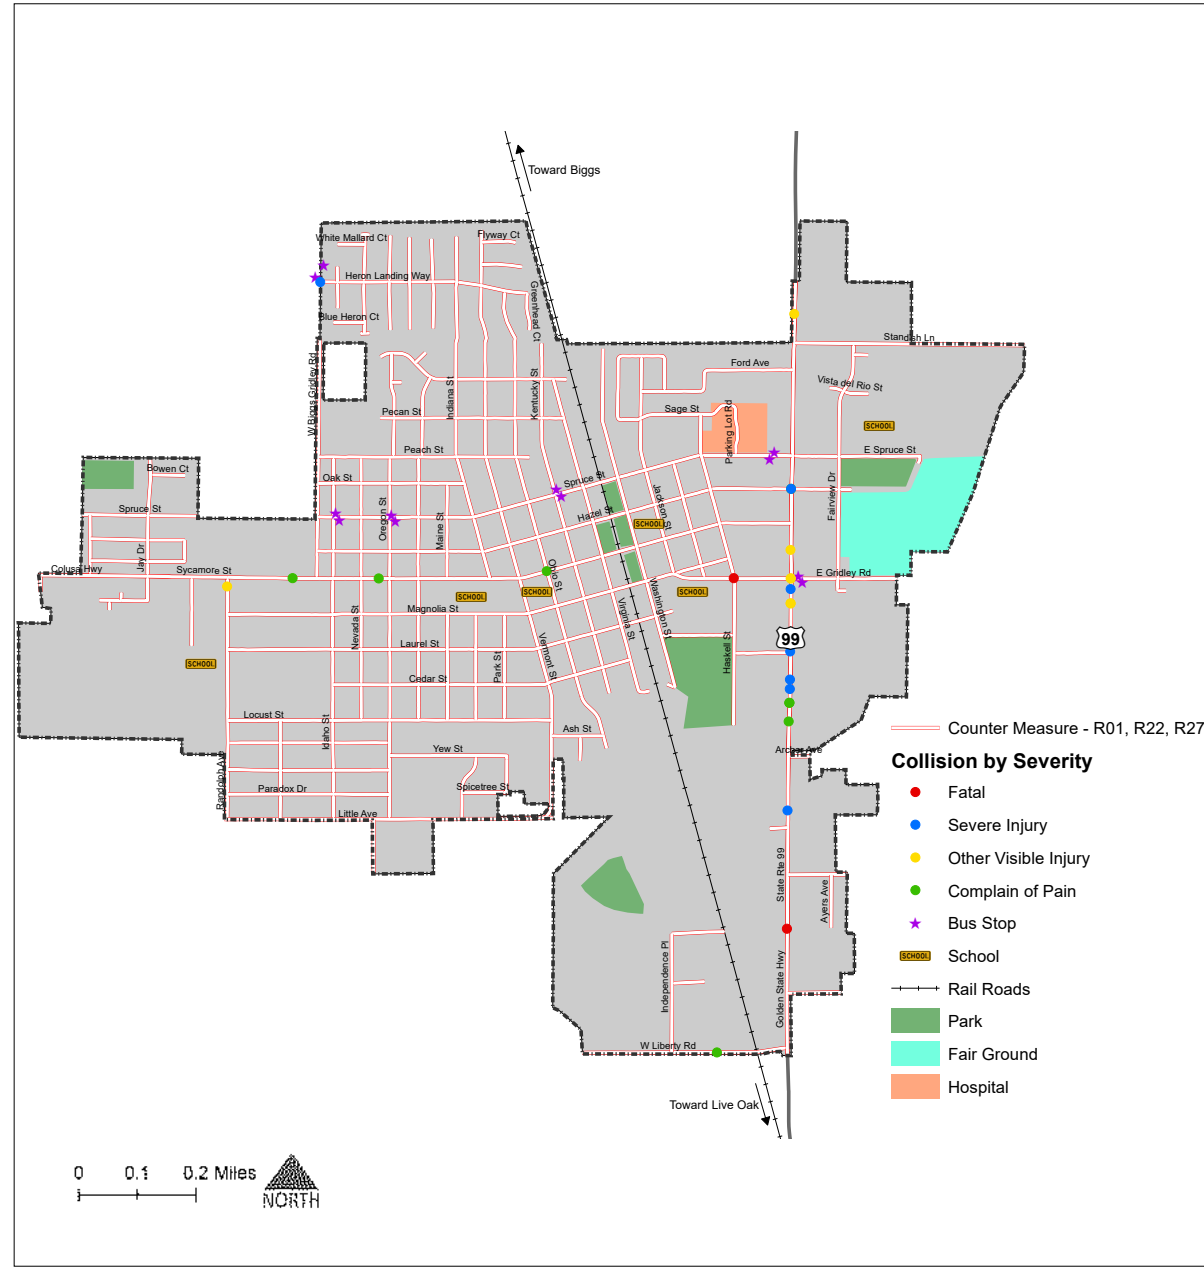 Toward Biggs
White Mallard Ct
Flyway Ct
Heron Landing Way
Greenhead Ct
Blue Heron Ct
W Biggs Gridley Rd
Standish Ln
Ford Ave
Vista del Rio St
Indiana St
Kentucky St
Pecan St
Sage St
Parking Lot Rd
SCHOOL
Peach St
E Spruce St
Bowen Ct
Oak St
Spruce St
Jackson St
Fairview Dr
Spruce St
Oregon St
Maine St
Hazel St
SCHOOL
Jay Dr
Colusa Hwy
Sycamore St
Ohio St
E Gridley Rd
SCHOOL
SCHOOL
SCHOOL
Magnolia St
Nevada St
Virginia St
Washington St
99
Laurel St
Vermont St
Haskell St
SCHOOL
Park St
Cedar St
Locust St
Idaho St
Ash St
Yew St
Archer Ave
Randolph Ave
Paradox Dr
Spicetree St
Little Ave
State Rte 99
Ayers Ave
Independence Pl
Golden State Hwy
W Liberty Rd
Toward Live Oak
Counter Measure - R01, R22, R27
Collision by Severity
Fatal
Severe Injury
Other Visible Injury
Complain of Pain
Bus Stop
SCHOOL
School
Rail Roads
Park
Fair Ground
Hospital
0 0.1 0.2 Miles
NORTH